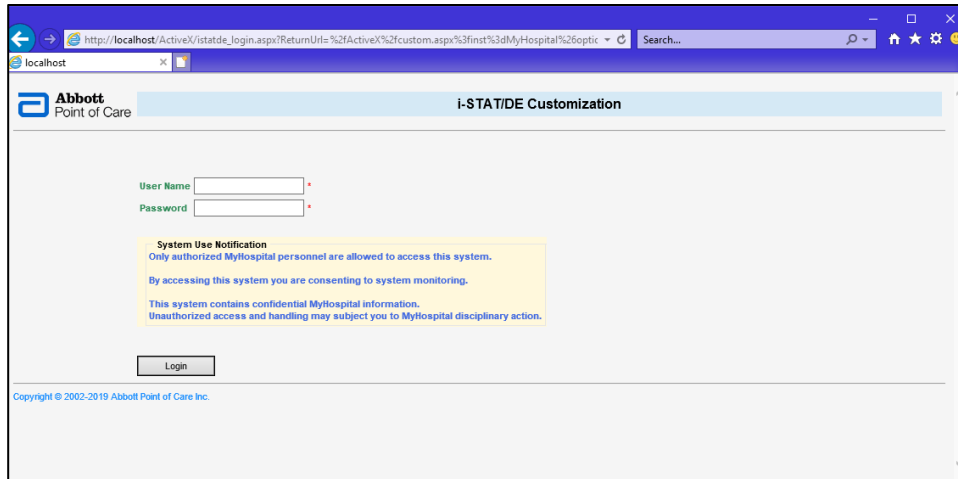 http://localhost/ActiveX/istatde_login.aspx?ReturnUrl=%2fActiveX%2fcustom.aspx%3finst%3dMyHospital%26optic
Search...
localhost
Abbott
Point of Care
i-STAT/DE Customization
User Name *
Password *
System Use Notification
Only authorized MyHospital personnel are allowed to access this system.
By accessing this system you are consenting to system monitoring.
This system contains confidential MyHospital information.
Unauthorized access and handling may subject you to MyHospital disciplinary action.
Login
Copyright © 2002-2019 Abbott Point of Care Inc.